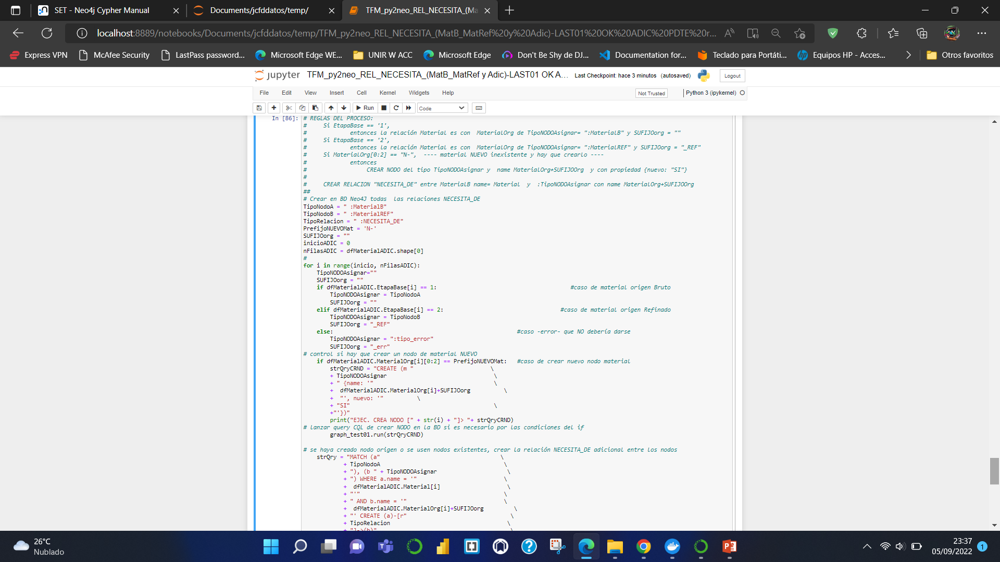 SET - Neo4j Cypher Manual
Documents/jcfddatos/temp/
TFM_py2neo_REL_NECESITA_(Ma
localhost:8889/notebooks/Documents/jcfddatos/temp/TFM_py2neo_REL_NECESITA_(MatB_MatRef%20y%20Adic)-LAST01%20OK%20ADIC%20PDTE%20r...
Express VPN
McAfee Security
LastPass password...
Microsoft Edge WE...
UNIR W ACC
Microsoft Edge
Don't Be Shy de DJ...
Documentation for...
Teclado para Portáti...
Equipos HP - Acces...
Otros favoritos
jupyter TFM_py2neo_REL_NECESITA_(MatB_MatRef y Adic)-LAST01 OK A... Last Checkpoint: hace 3 minutos (autosaved) Logout
File Edit View Insert Cell Kernel Widgets Help Not Trusted Python 3 (ipykernel)
Run Code
In [86]: # REGLAS DEL PROCESO:
# Si EtapaBase == '1',
# entonces la relación Material es con MaterialOrg de TipoNODOAsignar= ":MaterialB" y SUFIJOorg = ""
# Si EtapaBase == '2',
# entonces la relación Material es con MaterialOrg de TipoNODOAsignar= ":MaterialREF" y SUFIJOorg = "_REF"
# Si MaterialOrg[0:2] == "N-", ---- material NUEVO inexistente y hay que crearlo ----
# entonces
# CREAR NODO del tipo TipoNODOAsignar y name MaterialOrg+SUFIJOOrg y con propiedad {nuevo: "SI"}
#
# CREAR RELACION "NECESITA_DE" entre MaterialB name= Material y :TipoNODOAsignar con name MaterialOrg+SUFIJOOrg
##
# Crear en BD Neo4J todas las relaciones NECESITA_DE
TipoNodoA = " :MaterialB"
TipoNodoB = " :MaterialREF"
TipoRelacion = " :NECESITA_DE"
PrefijoNUEVOMat = 'N-'
SUFIJOorg = ""
inicioADIC = 0
nFilasADIC = dfMaterialADIC.shape[0]
#
for i in range(inicio, nFilasADIC):
TipoNODOAsignar=""
SUFIJOorg = ""
if dfMaterialADIC.EtapaBase[i] == 1: #caso de material origen Bruto
TipoNODOAsignar = TipoNodoA
SUFIJOorg = ""
elif dfMaterialADIC.EtapaBase[i] == 2: #caso de material origen Refinado
TipoNODOAsignar = TipoNodoB
SUFIJOorg = "_REF"
else: #caso -error- que NO debería darse
TipoNODOAsignar = ":tipo_error"
SUFIJOorg = "_err"
# control si hay que crear un nodo de material NUEVO
if dfMaterialADIC.MaterialOrg[i][0:2] == PrefijoNUEVOMat: #caso de crear nuevo nodo material
strQryCRND = "CREATE (m " \
+ TipoNODOAsignar \
+ " {name: '" \
+ dfMaterialADIC.MaterialOrg[i]+SUFIJOorg \
+ "', nuevo: '" \
+ "SI" \
+"'})"
print("EJEC. CREA NODO [" + str(i) + "]> "+ strQryCRND)
# lanzar query CQL de crear NODO en la BD si es necesario por las condiciones del if
graph_test01.run(strQryCRND)
# se haya creado nodo origen o se usen nodos existentes, crear la relación NECESITA_DE adicional entre los nodos
strQry = "MATCH (a" \
+ TipoNodoA \
+ "), (b " + TipoNODOAsignar \
+ ") WHERE a.name = '" \
+ dfMaterialADIC.Material[i] \
+ "'" \
+ " AND b.name = '" \
+ dfMaterialADIC.MaterialOrg[i]+SUFIJOorg \
+ "' CREATE (a)-[r" \
+ TipoRelacion \
+ "]->(b)" \
26°C
Nublado
23:37
05/09/2022
1